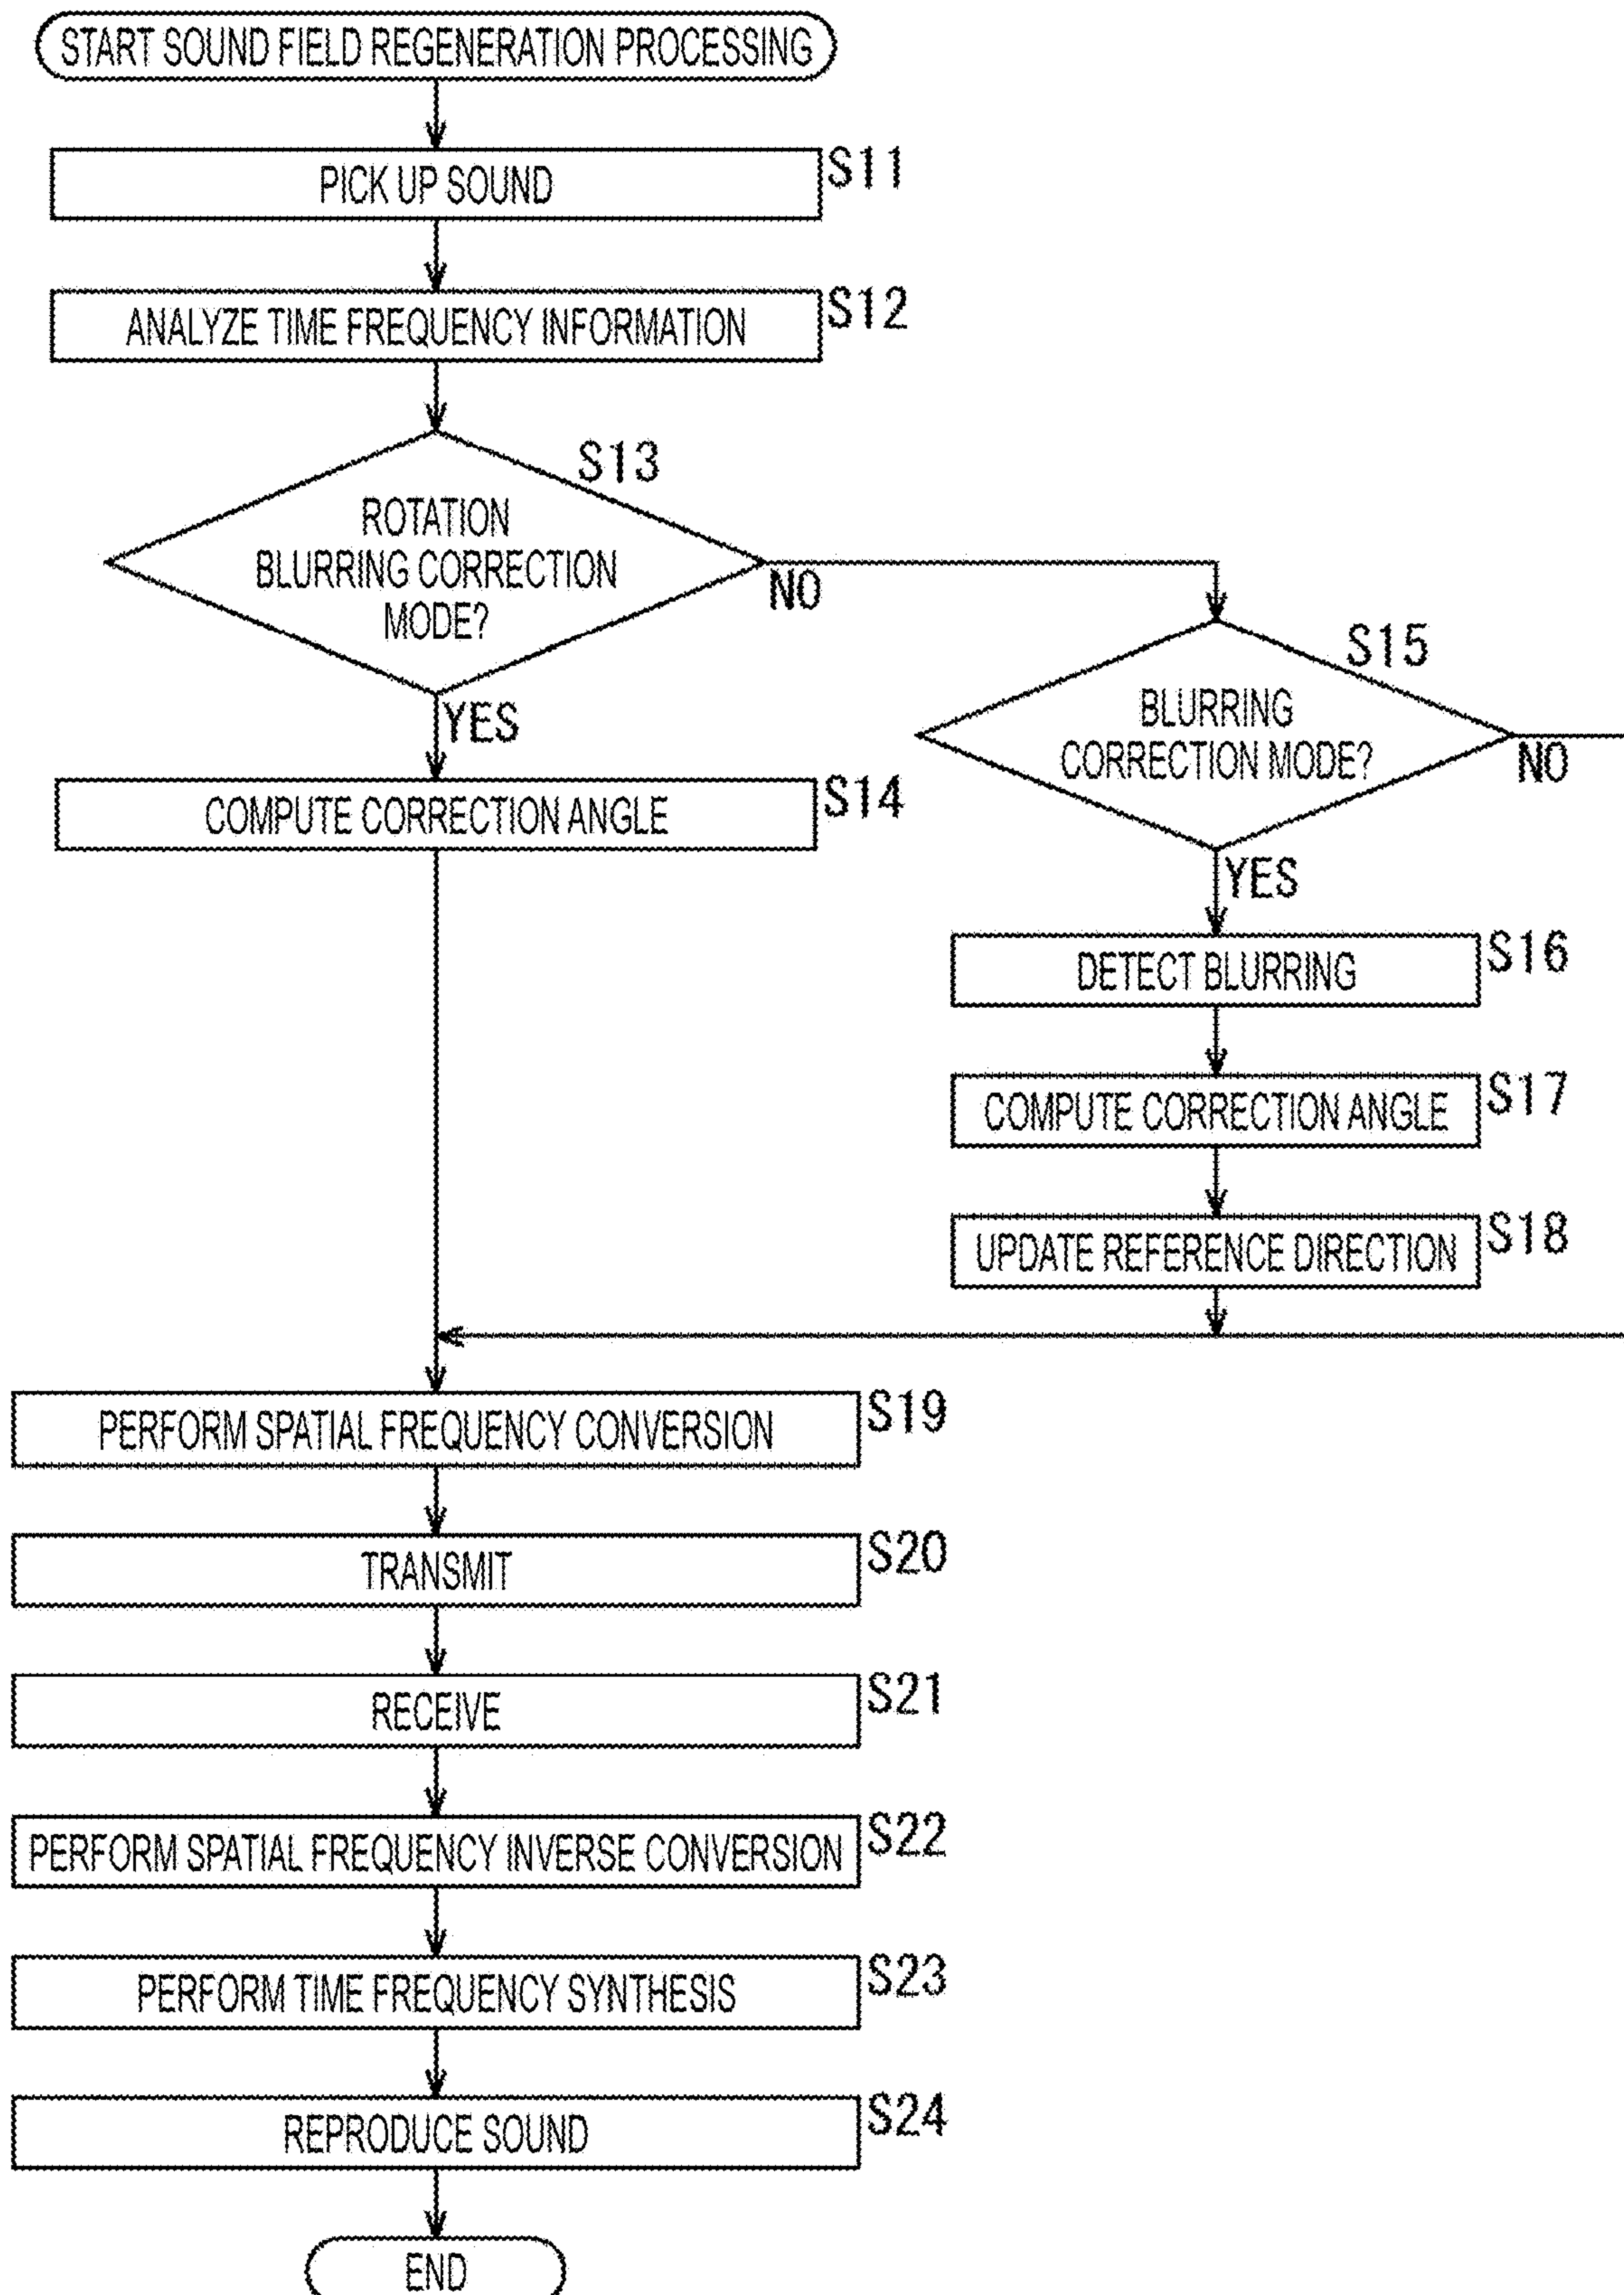 START SOUND FIELD REGENERATION PROCESSING
PICK UP SOUND
S11
ANALYZE TIME FREQUENCY INFORMATION
S12
S13
ROTATION
BLURRING CORRECTION
MODE?
NO
YES
S15
BLURRING
CORRECTION MODE?
NO
YES
COMPUTE CORRECTION ANGLE
S14
DETECT BLURRING
S16
COMPUTE CORRECTION ANGLE
S17
UPDATE REFERENCE DIRECTION
S18
PERFORM SPATIAL FREQUENCY CONVERSION
S19
TRANSMIT
S20
RECEIVE
S21
PERFORM SPATIAL FREQUENCY INVERSE CONVERSION
S22
PERFORM TIME FREQUENCY SYNTHESIS
S23
REPRODUCE SOUND
S24
END